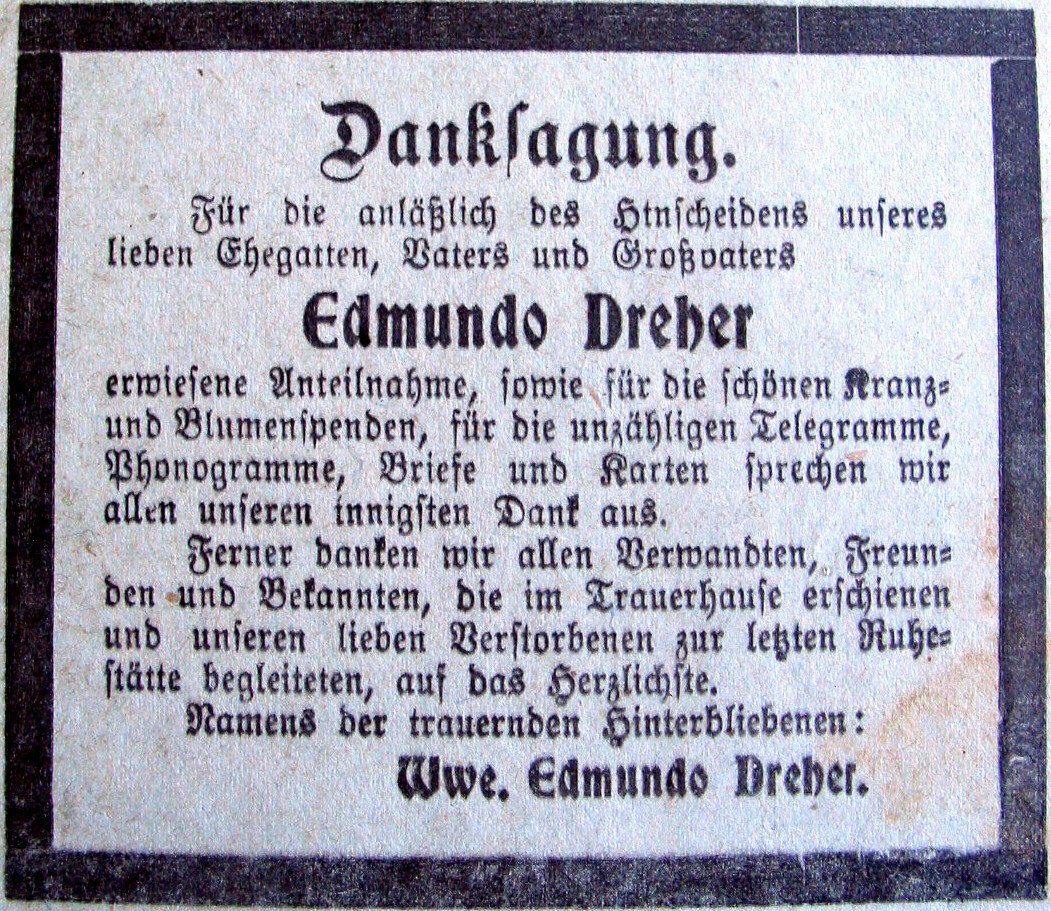 Danksagung.
Für die anläßlich des Hinscheidens unseres
lieben Ehegatten, Vaters und Großvaters
Edmundo Dreher
erwiesene Anteilnahme, sowie für die schönen Kranz-
und Blumenspenden, für die unzähligen Telegramme,
Phonogramme, Briefe und Karten sprechen wir
allen unseren innigsten Dank aus.
Ferner danken wir allen Verwandten, Freun-
den und Bekannten, die im Trauerhause erschienen
und unseren lieben Verstorbenen zur letzten Ruhe-
stätte begleiteten, auf das Herzlichste.
Namens der trauernden Hinterbliebenen:
Wwe. Edmundo Dreher.